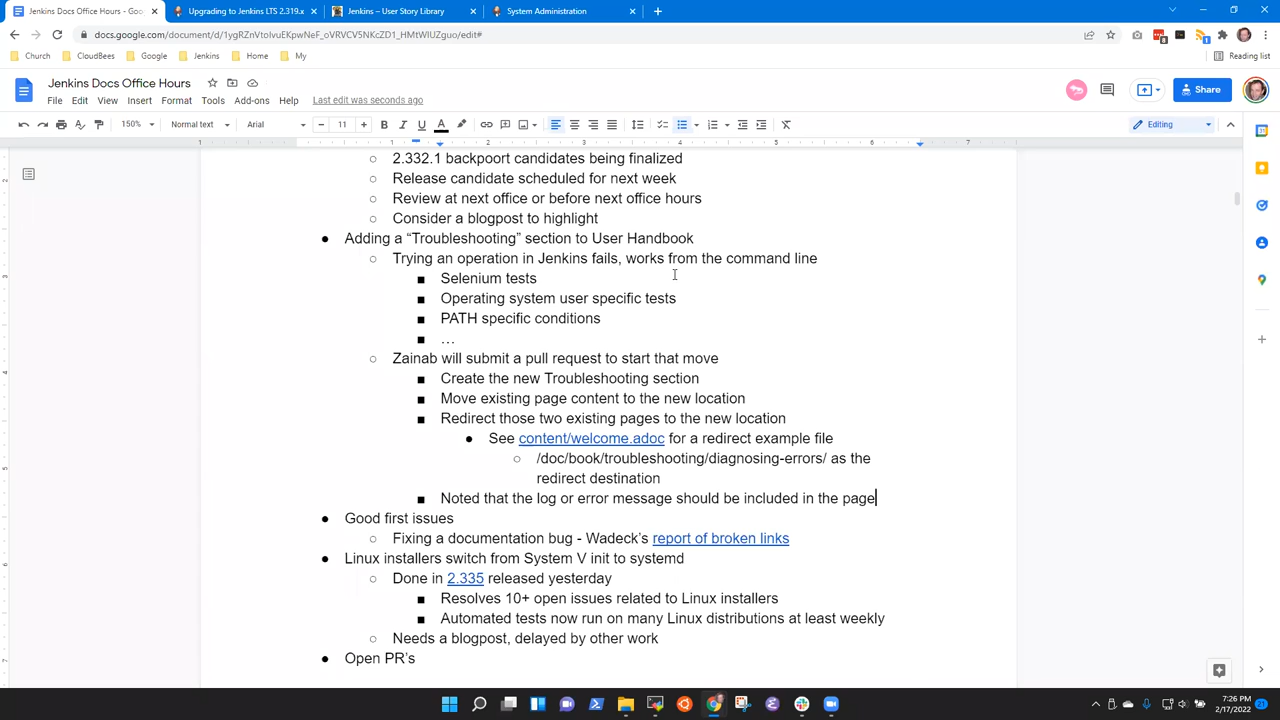 Jenkins Docs Office Hours - Goo
Upgrading to Jenkins LTS 2.319.x
Jenkins – User Story Library
System Administration
docs.google.com/document/d/1ygRZnVtoIvuEKpwNeF_oVRVCV5NKcZD1_HMtWIUZguo/edit#
Church
CloudBees
Google
Jenkins
Home
My
Reading list
Jenkins Docs Office Hours
File Edit View Insert Format Tools Add-ons Help Last edit was seconds ago
Share
150% Normal text Arial 11 Editing
1 1 2 3 4 5 6 7
2.332.1 backpoort candidates being finalized
Release candidate scheduled for next week
Review at next office or before next office hours
Consider a blogpost to highlight
Adding a “Troubleshooting” section to User Handbook
Trying an operation in Jenkins fails, works from the command line
Selenium tests
Operating system user specific tests
PATH specific conditions
…
Zainab will submit a pull request to start that move
Create the new Troubleshooting section
Move existing page content to the new location
Redirect those two existing pages to the new location
See content/welcome.adoc for a redirect example file
/doc/book/troubleshooting/diagnosing-errors/ as the
redirect destination
Noted that the log or error message should be included in the page
Good first issues
Fixing a documentation bug - Wadeck’s report of broken links
Linux installers switch from System V init to systemd
Done in 2.335 released yesterday
Resolves 10+ open issues related to Linux installers
Automated tests now run on many Linux distributions at least weekly
Needs a blogpost, delayed by other work
Open PR’s
7:26 PM
2/17/2022